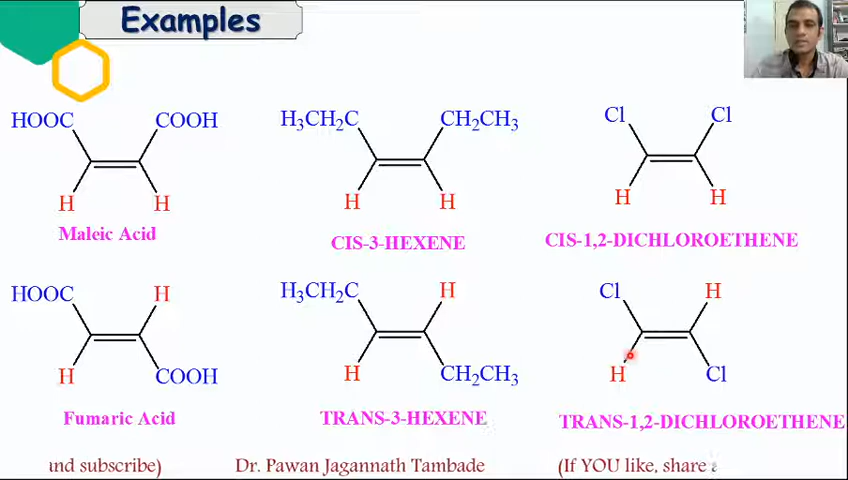 Examples
HOOC COOH H₃CH₂C CH₂CH₃ Cl Cl
H H H H H H
Maleic Acid CIS-3-HEXENE CIS-1,2-DICHLOROETHENE
HOOC H H₃CH₂C H Cl H
H COOH H CH₂CH₃ H Cl
Fumaric Acid TRANS-3-HEXENE TRANS-1,2-DICHLOROETHENE
subscribe) Dr. Pawan Jagannath Tambade (If YOU like, share